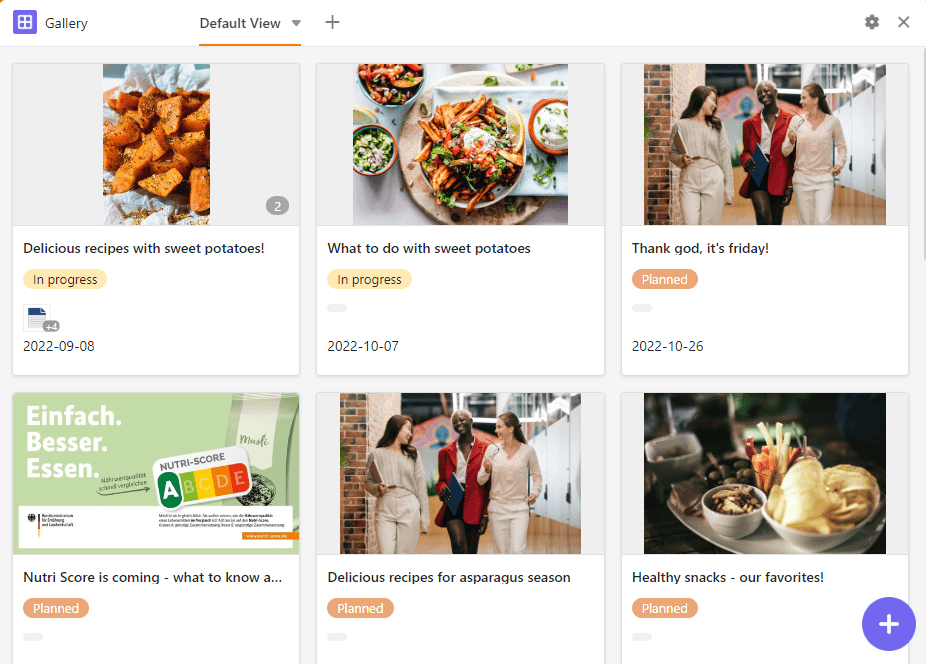 Gallery
Default View
2
Delicious recipes with sweet potatoes!
What to do with sweet potatoes
Thank god, it's friday!
In progress
In progress
Planned
+4
2022-09-08
2022-10-07
2022-10-26
Einfach.
Besser.
Essen.
Müsli
Nährwertqualität
schnell vergleichen
NUTRI-SCORE
A B C D E
Bundesministerium
für Ernährung
und Landwirtschaft
www.nutri-score.de
Nutri Score is coming - what to know a...
Delicious recipes for asparagus season
Healthy snacks - our favorites!
Planned
Planned
Planned